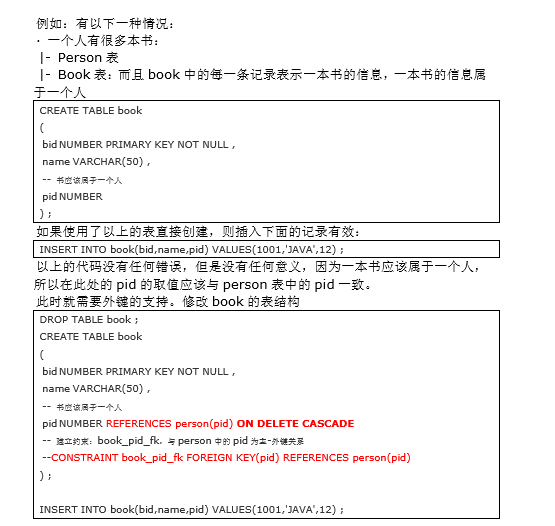 例如：有以下一种情况：
· 一个人有很多本书：
|- Person 表
|- Book 表：而且 book 中的每一条记录表示一本书的信息，一本书的信息属
于一个人
CREATE TABLE book
(
bid NUMBER PRIMARY KEY NOT NULL ,
name VARCHAR(50) ,
-- 书应该属于一个人
pid NUMBER
) ;
如果使用了以上的表直接创建，则插入下面的记录有效：
INSERT INTO book(bid,name,pid) VALUES(1001,'JAVA',12) ;
以上的代码没有任何错误，但是没有任何意义，因为一本书应该属于一个人，
所以在此处的 pid 的取值应该与 person 表中的 pid 一致。
此时就需要外键的支持。修改 book 的表结构
DROP TABLE book ;
CREATE TABLE book
(
bid NUMBER PRIMARY KEY NOT NULL ,
name VARCHAR(50) ,
-- 书应该属于一个人
pid NUMBER REFERENCES person(pid) ON DELETE CASCADE
-- 建立约束：book_pid_fk，与 person 中的 pid 为主-外键关系
--CONSTRAINT book_pid_fk FOREIGN KEY(pid) REFERENCES person(pid)
) ;
INSERT INTO book(bid,name,pid) VALUES(1001,'JAVA',12) ;